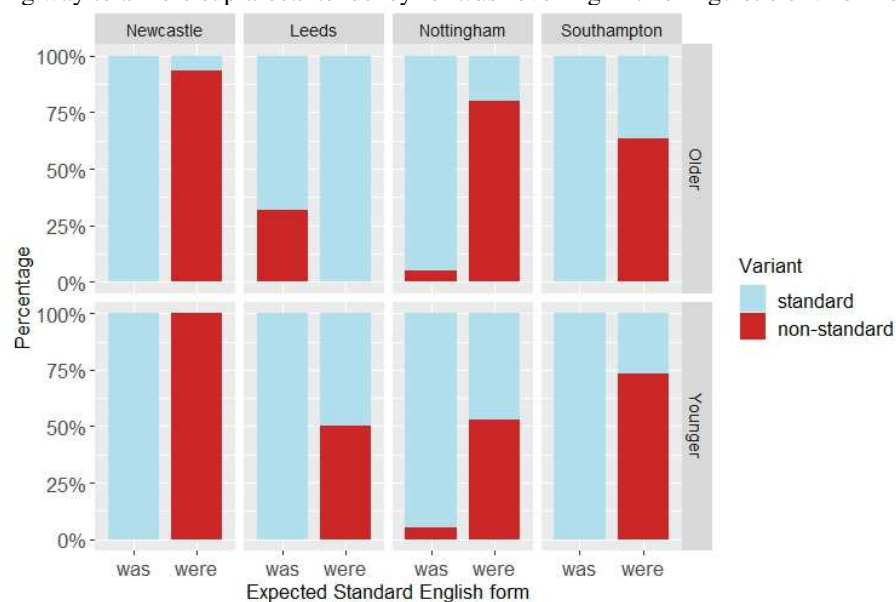 Newcastle Leeds Nottingham Southampton
100%
75%
50%
25%
0%
Older
100%
75%
50%
25%
0%
Younger
Percentage
was were was were was were was were
Expected Standard English form
Variant
standard
non-standard